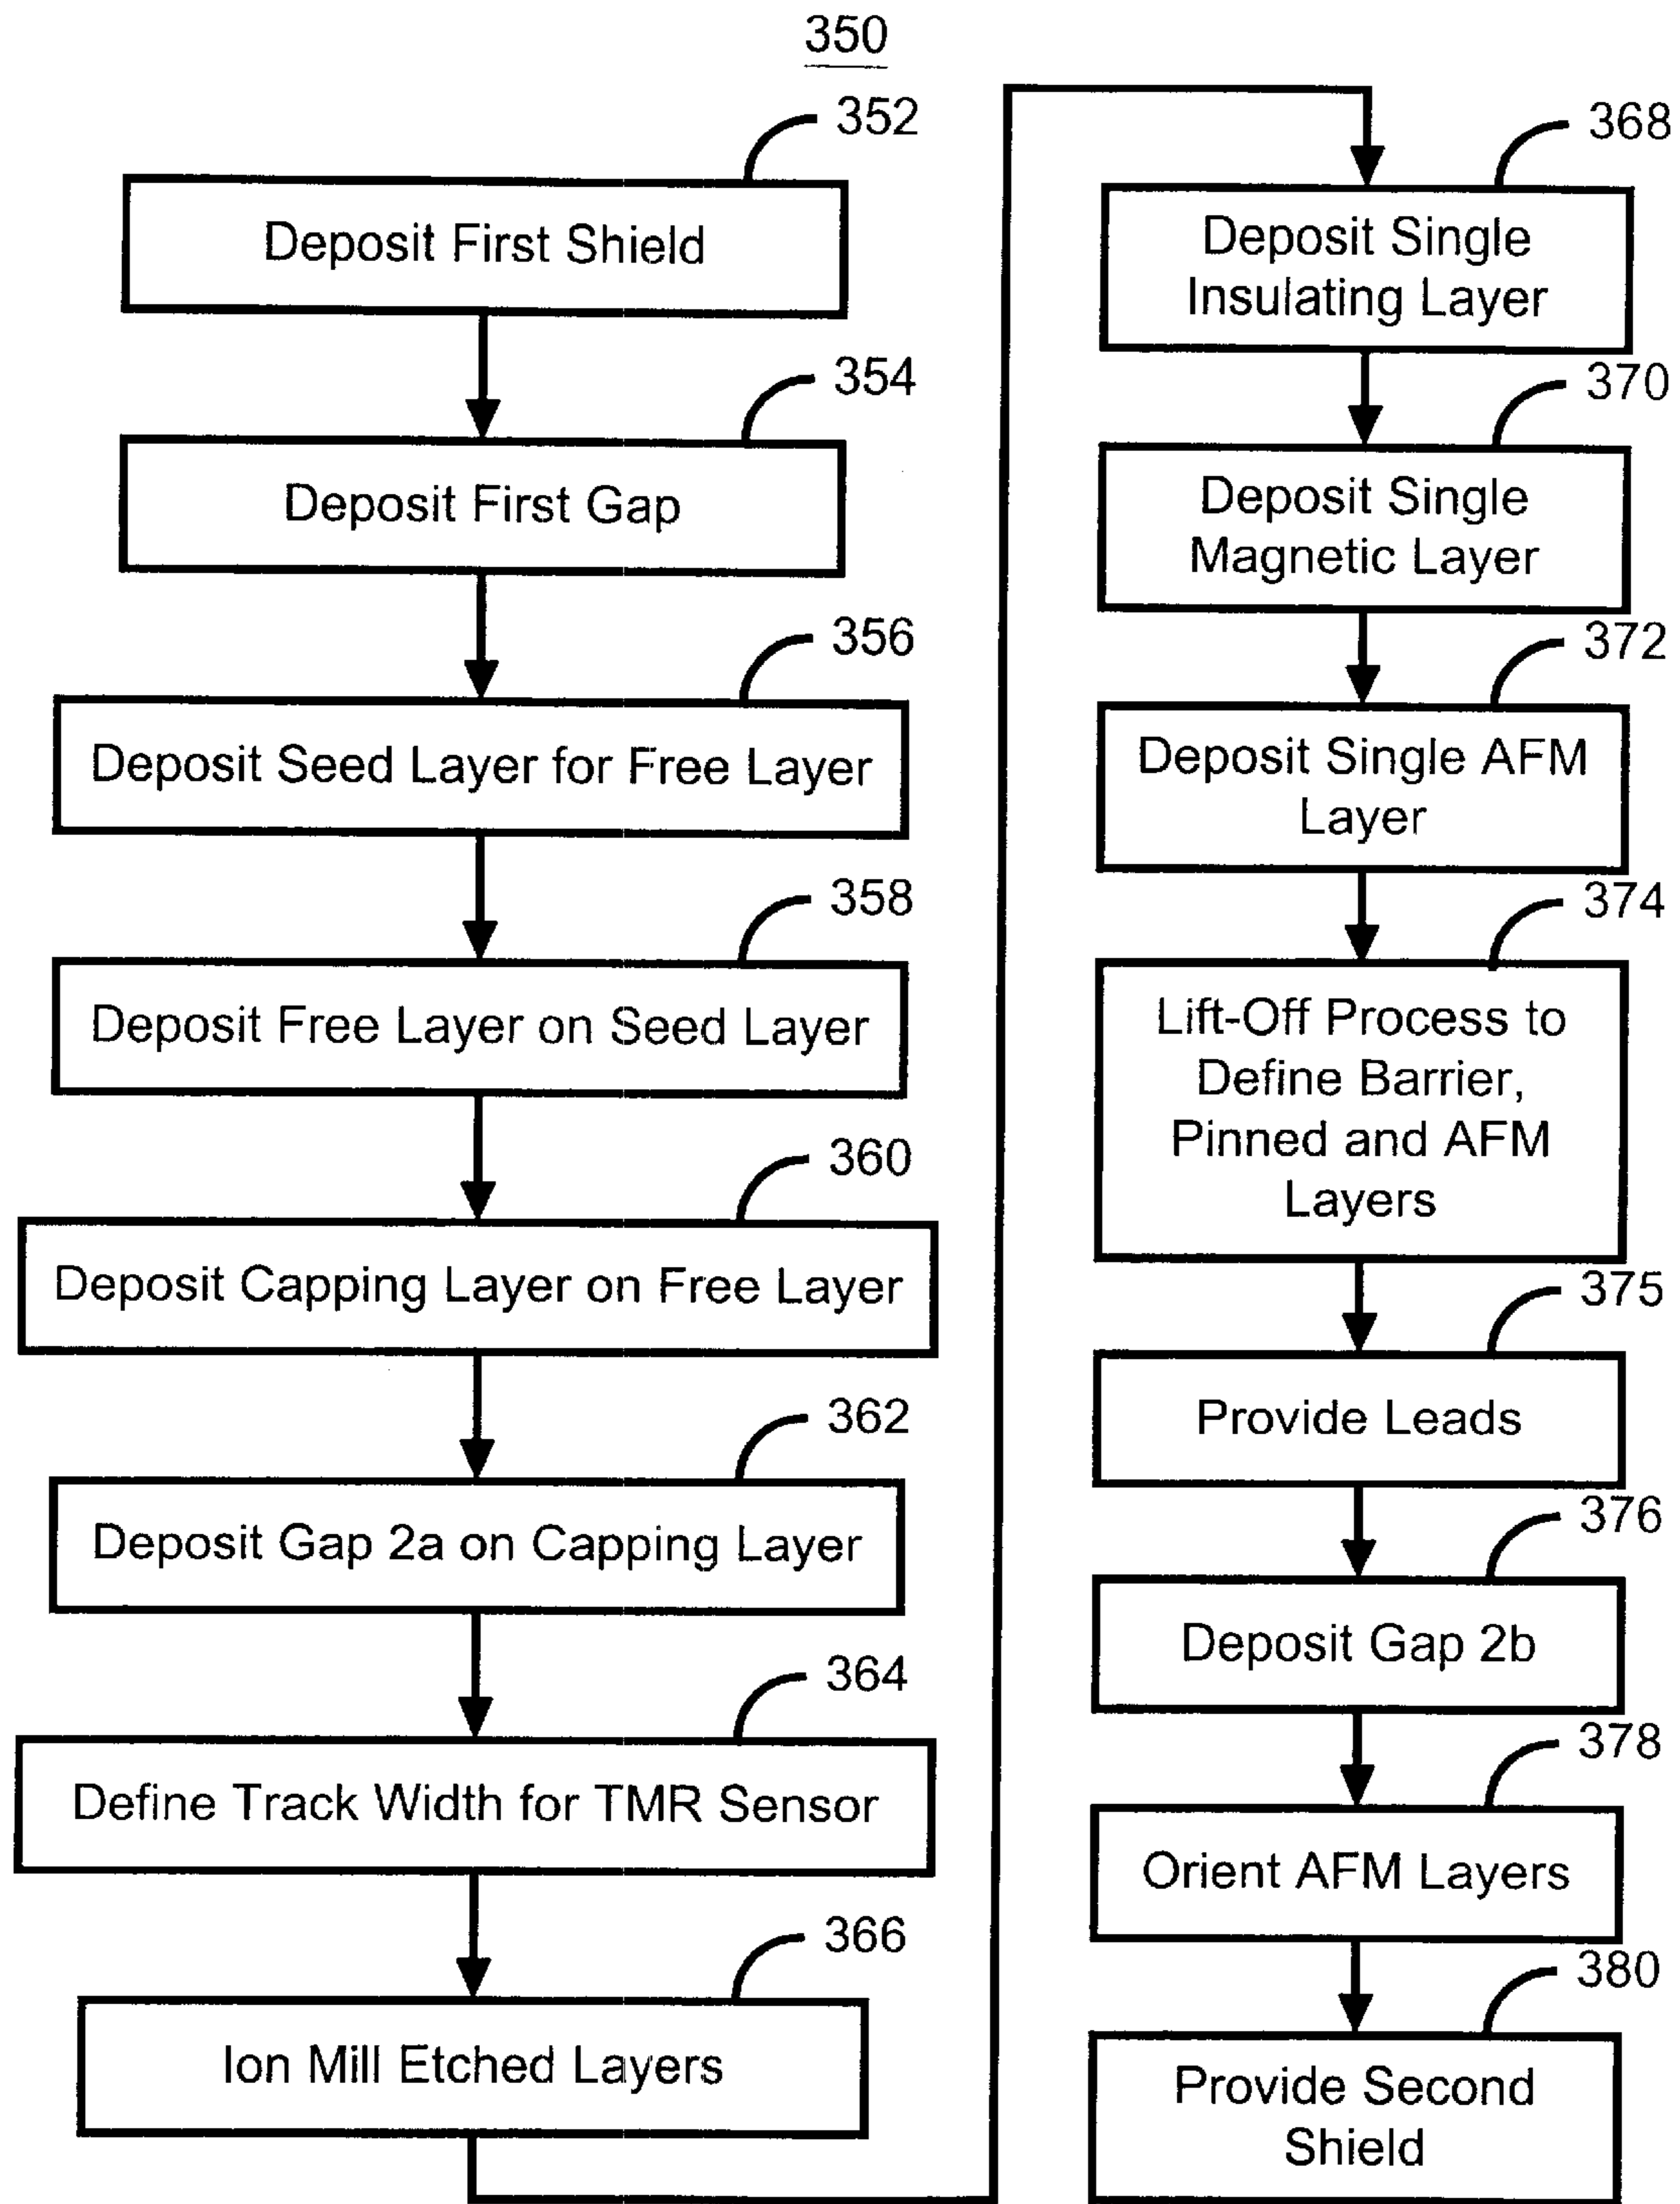 350
352
Deposit First Shield
354
Deposit First Gap
356
Deposit Seed Layer for Free Layer
358
Deposit Free Layer on Seed Layer
360
Deposit Capping Layer on Free Layer
362
Deposit Gap 2a on Capping Layer
364
Define Track Width for TMR Sensor
366
Ion Mill Etched Layers
368
Deposit Single
Insulating Layer
370
Deposit Single
Magnetic Layer
372
Deposit Single AFM
Layer
374
Lift-Off Process to
Define Barrier,
Pinned and AFM
Layers
375
Provide Leads
376
Deposit Gap 2b
378
Orient AFM Layers
380
Provide Second
Shield